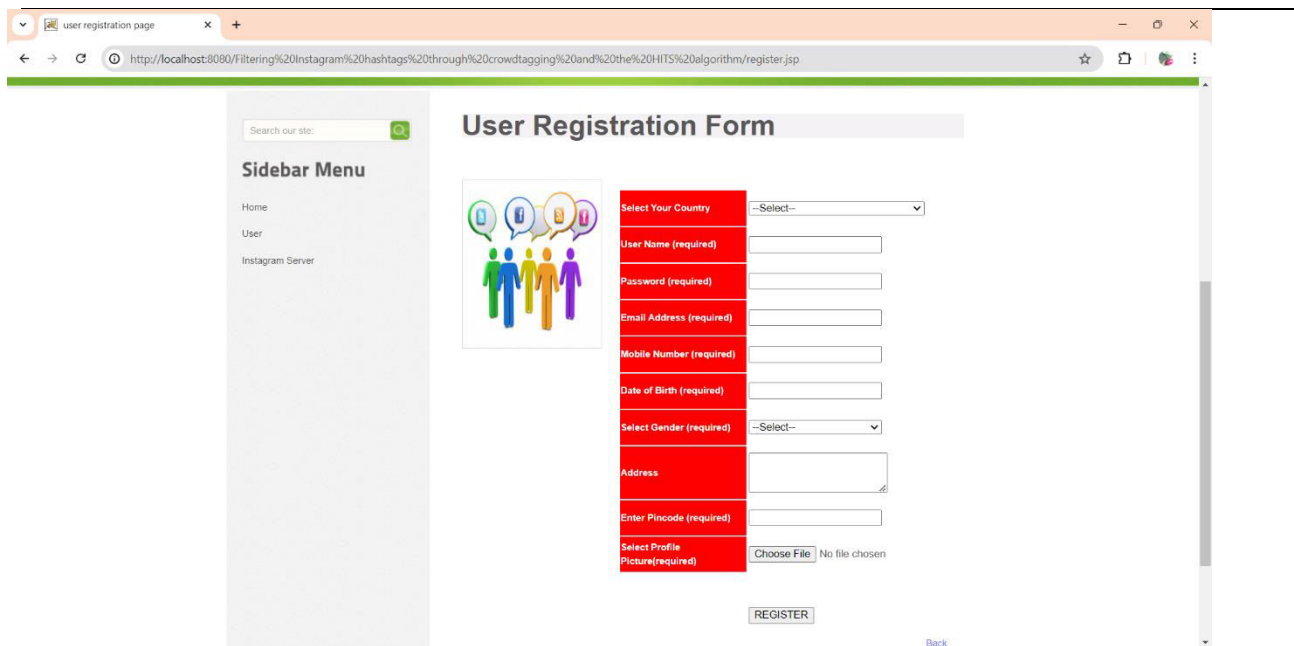 user registration page
http://localhost:8080/Filtering%20Instagram%20hashtags%20through%20crowdtagging%20and%20the%20HITS%20algorithm/register.jsp
Search our ste:
Sidebar Menu
Home
User
Instagram Server
User Registration Form
Select Your Country
--Select--
User Name (required)
Password (required)
Email Address (required)
Mobile Number (required)
Date of Birth (required)
Select Gender (required)
--Select--
Address
Enter Pincode (required)
Select Profile
Picture(required)
Choose File No file chosen
REGISTER
Back